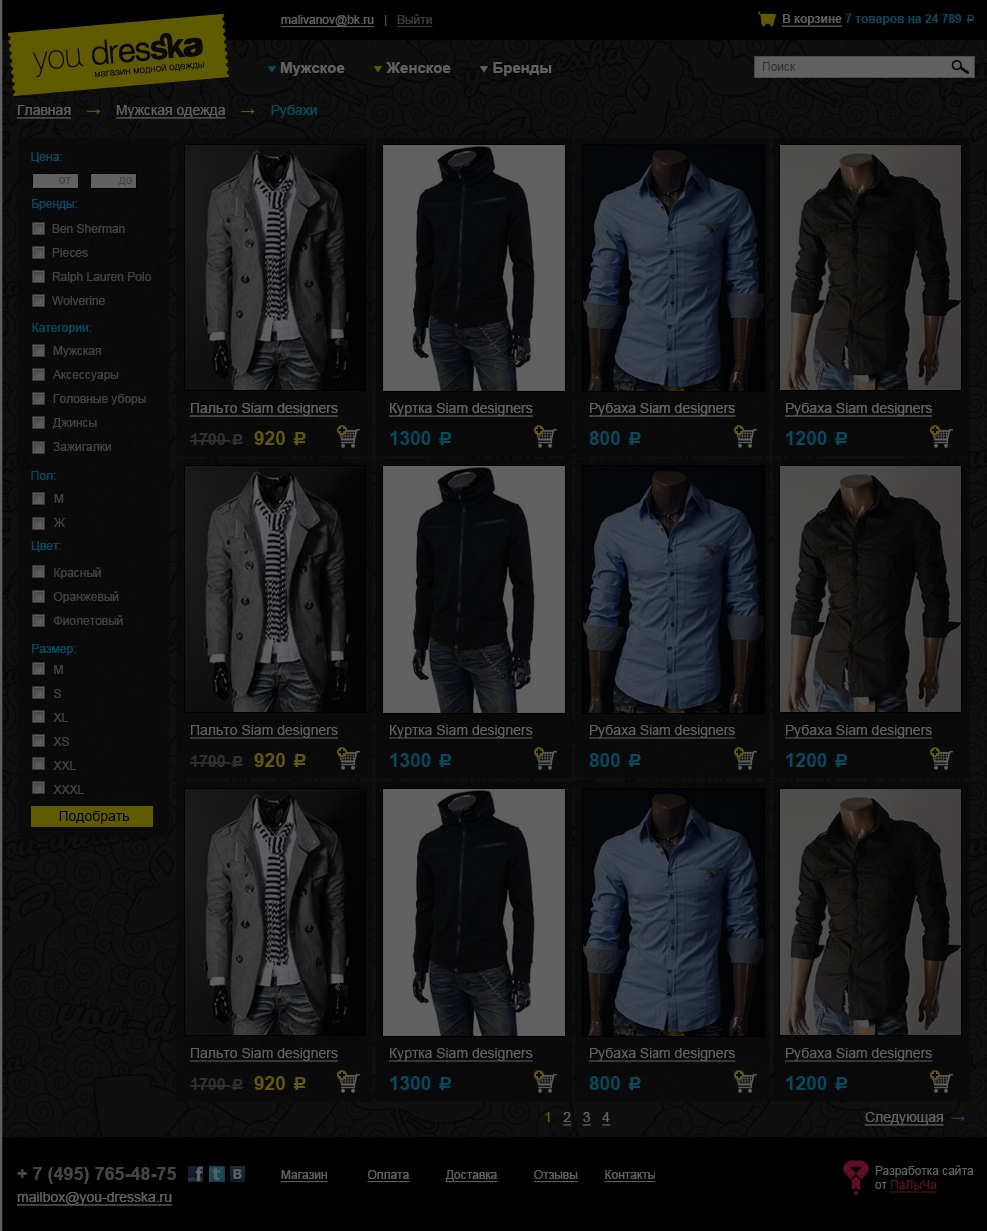 malivanov@bk.ru | Выйти
В корзине 7 товаров на 24 789 ₽
you dresska
магазин модной одежды
Мужское Женское Бренды
Поиск
Главная → Мужская одежда → Рубахи
Цена:
от до
Бренды:
Ben Sherman
Pieces
Ralph Lauren Polo
Wolverine
Категории:
Мужская
Аксессуары
Головные уборы
Джинсы
Зажигалки
Пол:
М
Ж
Цвет:
Красный
Оранжевый
Фиолетовый
Размер:
M
S
XL
XS
XXL
XXXL
Подобрать
Пальто Siam designers Куртка Siam designers Рубаха Siam designers Рубаха Siam designers
1700 ₽ 920 ₽ 1300 ₽ 800 ₽ 1200 ₽
Пальто Siam designers Куртка Siam designers Рубаха Siam designers Рубаха Siam designers
1700 ₽ 920 ₽ 1300 ₽ 800 ₽ 1200 ₽
Пальто Siam designers Куртка Siam designers Рубаха Siam designers Рубаха Siam designers
1700 ₽ 920 ₽ 1300 ₽ 800 ₽ 1200 ₽
1 2 3 4
Следующая →
+ 7 (495) 765-48-75
mailbox@you-dresska.ru
f t B
Магазин Оплата Доставка Отзывы Контакты
Разработка сайта
от ПаЛыЧа